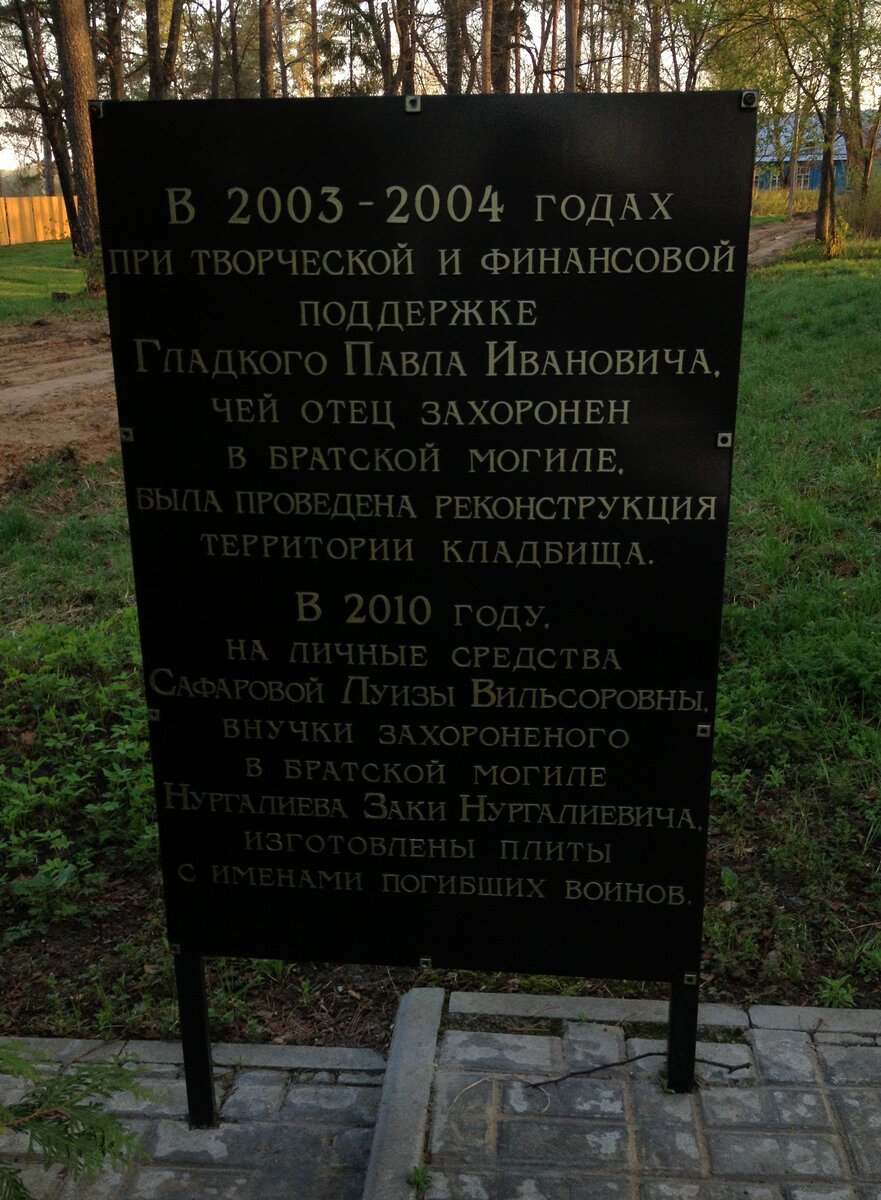 В 2003 - 2004 ГОДАХ
ПРИ ТВОРЧЕСКОЙ И ФИНАНСОВОЙ
ПОДДЕРЖКЕ
ГЛАДКОГО ПАВЛА ИВАНОВИЧА,
ЧЕЙ ОТЕЦ ЗАХОРОНЕН
В БРАТСКОЙ МОГИЛЕ,
БЫЛА ПРОВЕДЕНА РЕКОНСТРУКЦИЯ
ТЕРРИТОРИИ КЛАДБИЩА.
В 2010 ГОДУ,
НА ЛИЧНЫЕ СРЕДСТВА
САФАРОВОЙ ЛУИЗЫ ВИЛЬСОРОВНЫ,
ВНУЧКИ ЗАХОРОНЕНОГО
В БРАТСКОЙ МОГИЛЕ
НУРГАЛИЕВА ЗАКИ НУРГАЛИЕВИЧА,
ИЗГОТОВЛЕНЫ ПЛИТЫ
С ИМЕНАМИ ПОГИБШИХ ВОИНОВ.